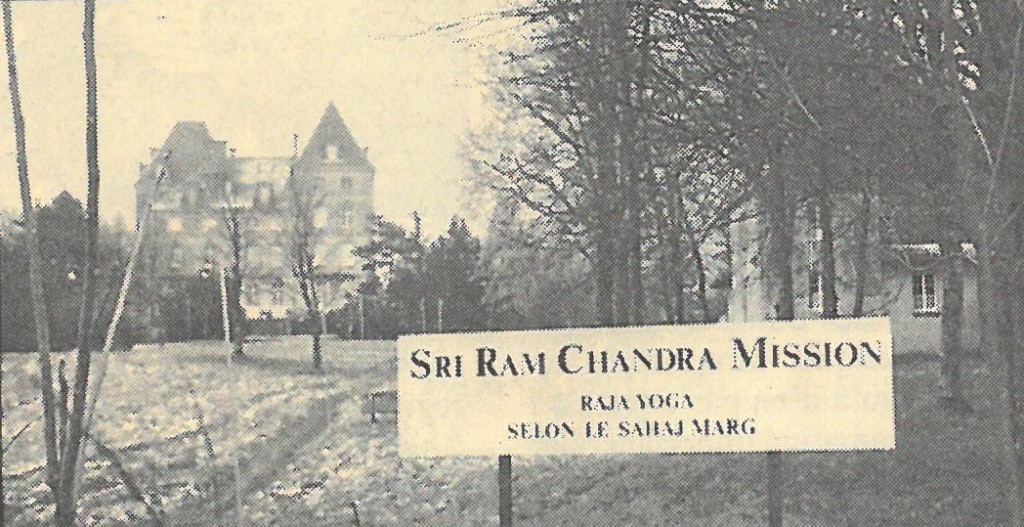 SRI RAM CHANDRA MISSION
RAJA YOGA
SELON LE SAHAJ MARG